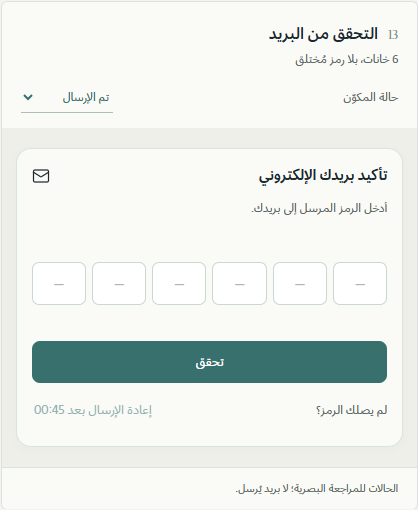 13 التحقق من البريد
6 خانات، بلا رمز مُختلق
حالة المكوّن
تم الإرسال
تأكيد بريدك الإلكتروني
أدخل الرمز المرسل إلى بريدك.
— — — — — —
تحقق
لم يصلك الرمز؟
إعادة الإرسال بعد 00:45
الحالات للمراجعة البصرية؛ لا بريد يُرسل.